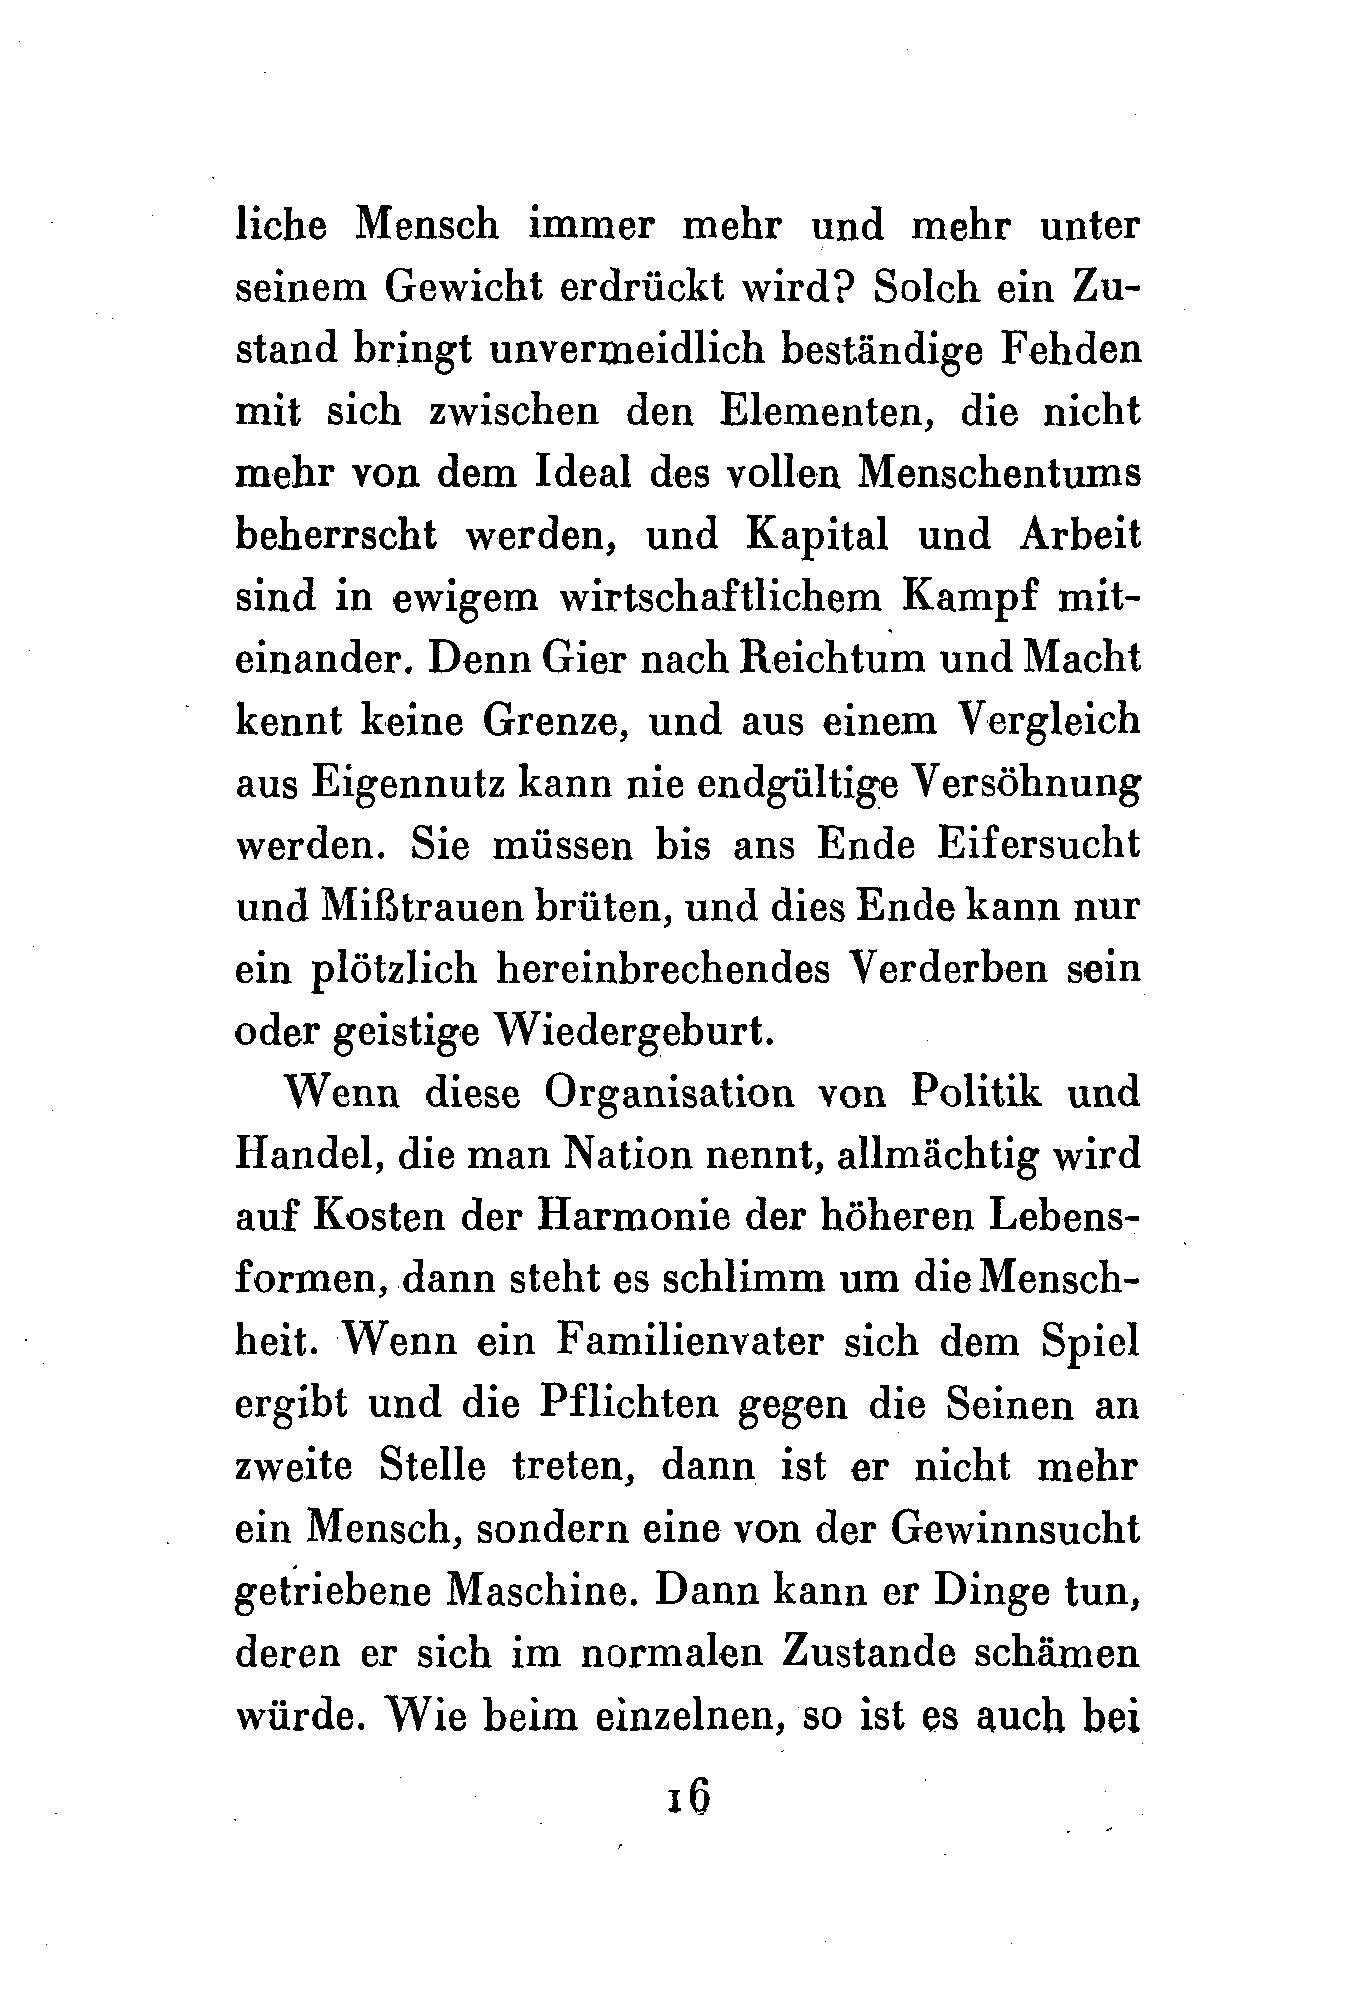 liche Mensch immer mehr und mehr unter
seinem Gewicht erdrückt wird? Solch ein Zu-
stand bringt unvermeidlich beständige Fehden
mit sich zwischen den Elementen, die nicht
mehr von dem Ideal des vollen Menschentums
beherrscht werden, und Kapital und Arbeit
sind in ewigem wirtschaftlichem Kampf mit-
einander. Denn Gier nach Reichtum und Macht
kennt keine Grenze, und aus einem Vergleich
aus Eigennutz kann nie endgültige Versöhnung
werden. Sie müssen bis ans Ende Eifersucht
und Mißtrauen brüten, und dies Ende kann nur
ein plötzlich hereinbrechendes Verderben sein
oder geistige Wiedergeburt.
Wenn diese Organisation von Politik und
Handel, die man Nation nennt, allmächtig wird
auf Kosten der Harmonie der höheren Lebens-
formen, dann steht es schlimm um die Mensch-
heit. Wenn ein Familienvater sich dem Spiel
ergibt und die Pflichten gegen die Seinen an
zweite Stelle treten, dann ist er nicht mehr
ein Mensch, sondern eine von der Gewinnsucht
getriebene Maschine. Dann kann er Dinge tun,
deren er sich im normalen Zustande schämen
würde. Wie beim einzelnen, so ist es auch bei
16